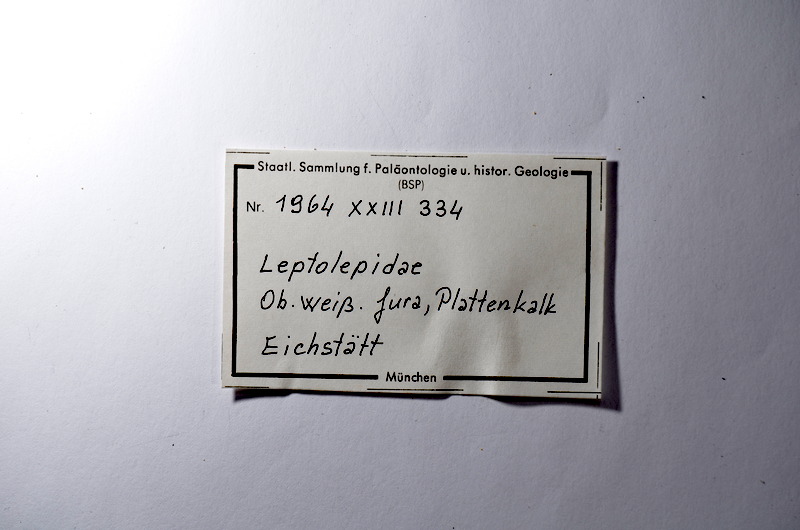 Staatl. Sammlung f. Paläontologie u. histor. Geologie
(BSP)
Nr. 1964 XXIII 334
Leptolepidae
Ob. weiß. Jura, Plattenkalk
Eichstätt
München